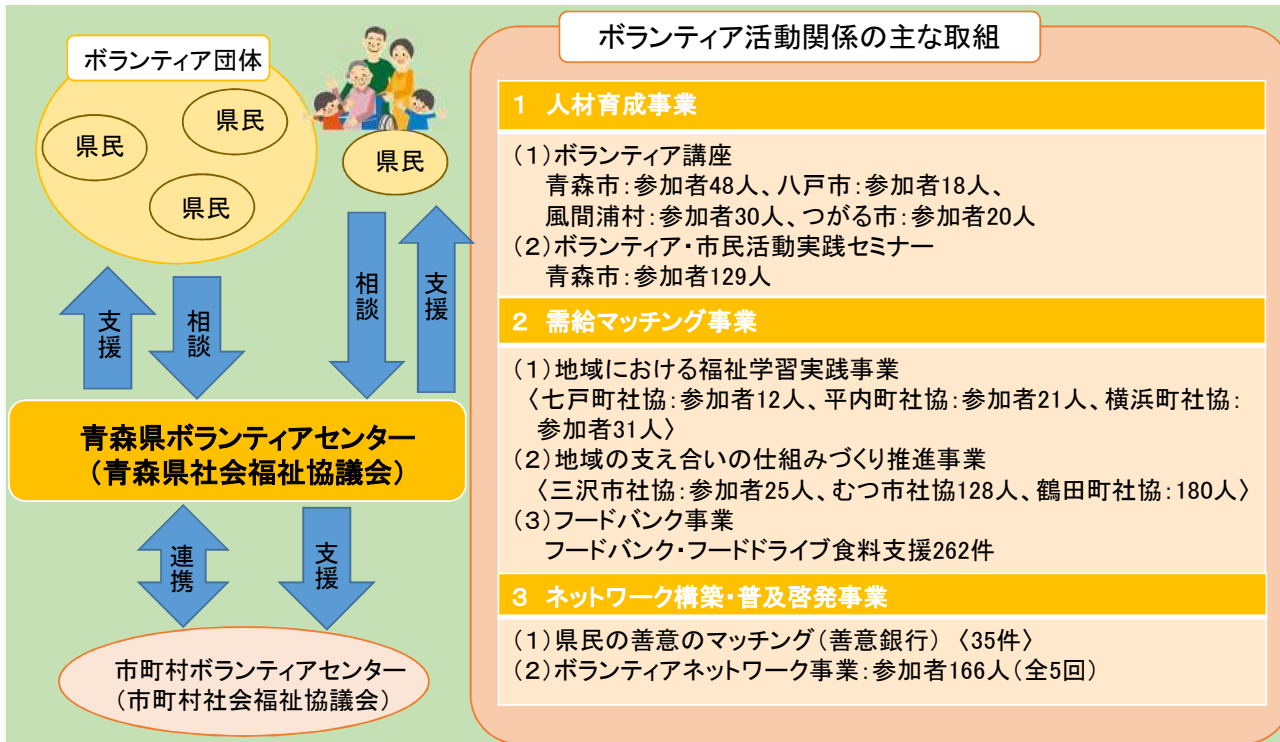 ボランティア団体
県民
県民
県民
県民
支援
相談
相談
支援
青森県ボランティアセンター
(青森県社会福祉協議会)
連携
支援
市町村ボランティアセンター
(市町村社会福祉協議会)
ボランティア活動関係の主な取組
1 人材育成事業
(1)ボランティア講座
青森市:参加者48人、八戸市:参加者18人、
風間浦村:参加者30人、つがる市:参加者20人
(2)ボランティア・市民活動実践セミナー
青森市:参加者129人
2 需給マッチング事業
(1)地域における福祉学習実践事業
〈七戸町社協:参加者12人、平内町社協:参加者21人、横浜町社協:
参加者31人〉
(2)地域の支え合いの仕組みづくり推進事業
〈三沢市社協:参加者25人、むつ市社協128人、鶴田町社協:180人〉
(3)フードバンク事業
フードバンク・フードドライブ食料支援262件
3 ネットワーク構築・普及啓発事業
(1)県民の善意のマッチング(善意銀行) 〈35件〉
(2)ボランティアネットワーク事業:参加者166人(全5回)